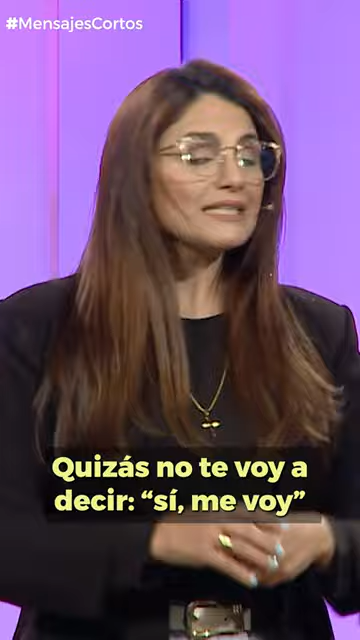 #MensajesCortos
Quizás no te voy a
decir: “sí, me voy”